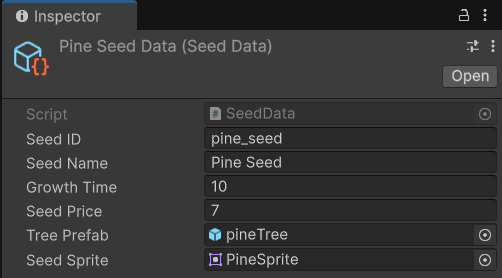 Inspector
Pine Seed Data (Seed Data)
Open
Script SeedData
Seed ID pine_seed
Seed Name Pine Seed
Growth Time 10
Seed Price 7
Tree Prefab pineTree
Seed Sprite PineSprite